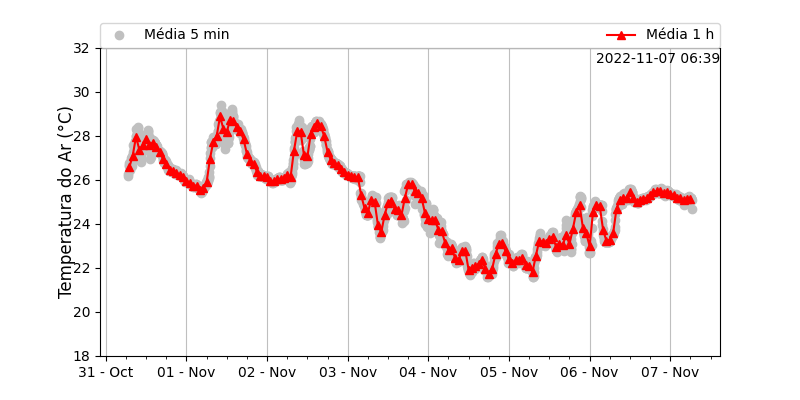 Média 5 min
Média 1 h
2022-11-07 06:39
Temperatura do Ar (°C)
32
30
28
26
24
22
20
18
31 - Oct
01 - Nov
02 - Nov
03 - Nov
04 - Nov
05 - Nov
06 - Nov
07 - Nov